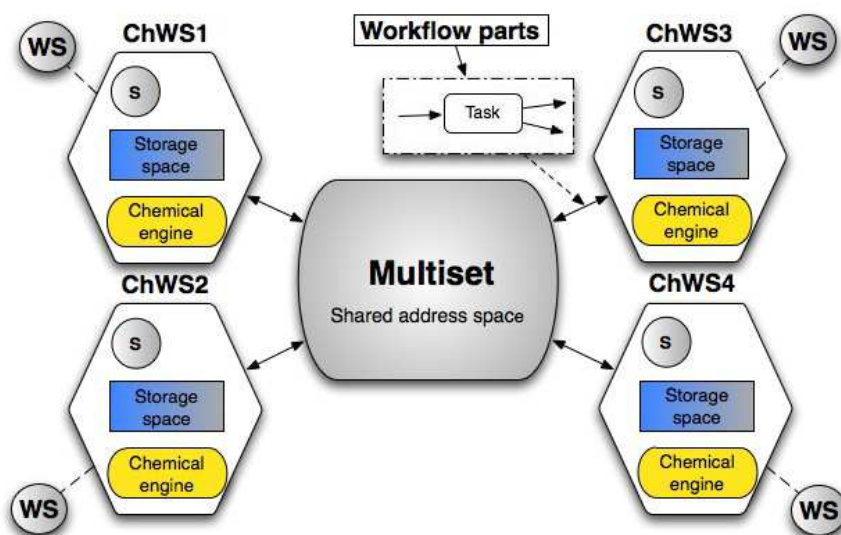 ChWS1
WS
S
Storage
space
Chemical
engine
Workflow parts
Task
ChWS3
WS
S
Storage
space
Chemical
engine
Multiset
Shared address space
ChWS2
S
Storage
space
Chemical
engine
WS
ChWS4
S
Storage
space
Chemical
engine
WS